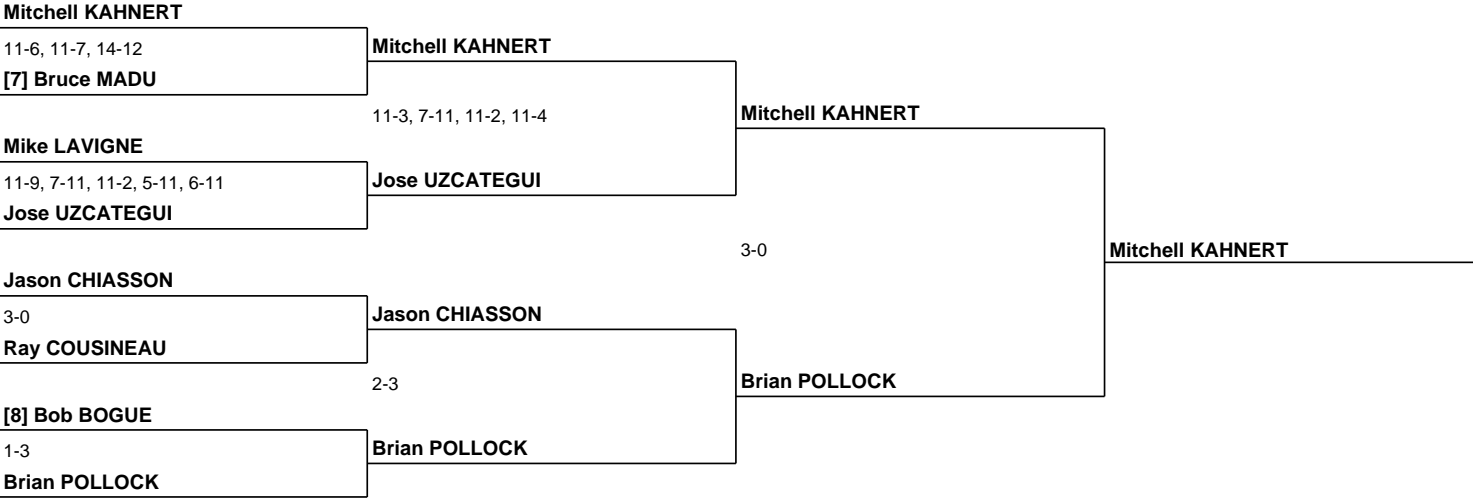 Mitchell KAHNERT
11-6, 11-7, 14-12
[7] Bruce MADU
Mitchell KAHNERT
11-3, 7-11, 11-2, 11-4
Mike LAVIGNE
11-9, 7-11, 11-2, 5-11, 6-11
Jose UZCATEGUI
Jose UZCATEGUI
Mitchell KAHNERT
3-0
Mitchell KAHNERT
Jason CHIASSON
3-0
Ray COUSINEAU
Jason CHIASSON
2-3
Brian POLLOCK
[8] Bob BOGUE
1-3
Brian POLLOCK
Brian POLLOCK